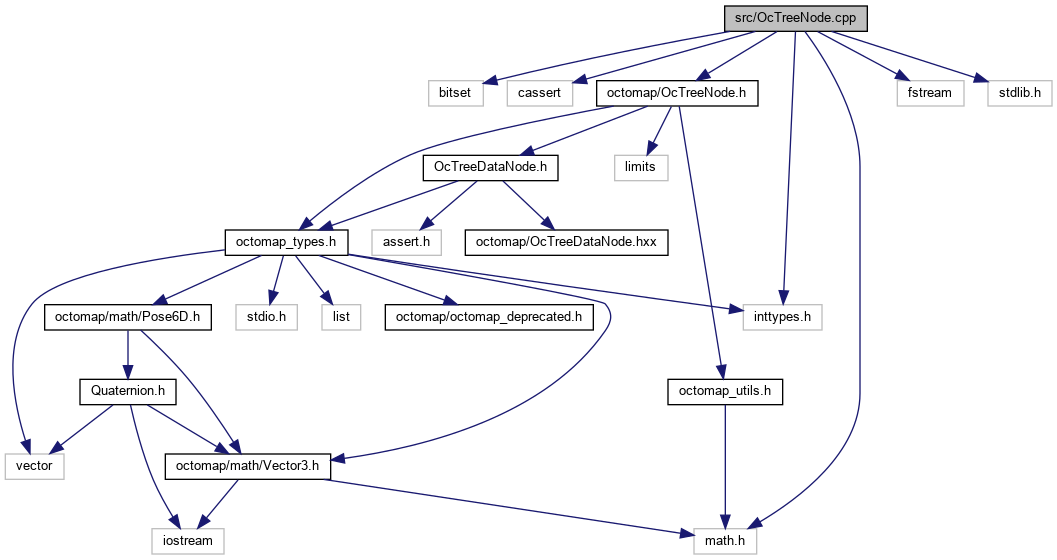 src/OcTreeNode.cpp
bitset
cassert
octomap/OcTreeNode.h
fstream
stdlib.h
OcTreeDataNode.h
limits
octomap_types.h
assert.h
octomap/OcTreeDataNode.hxx
octomap/math/Pose6D.h
stdio.h
list
octomap/octomap_deprecated.h
inttypes.h
Quaternion.h
octomap_utils.h
vector
octomap/math/Vector3.h
iostream
math.h